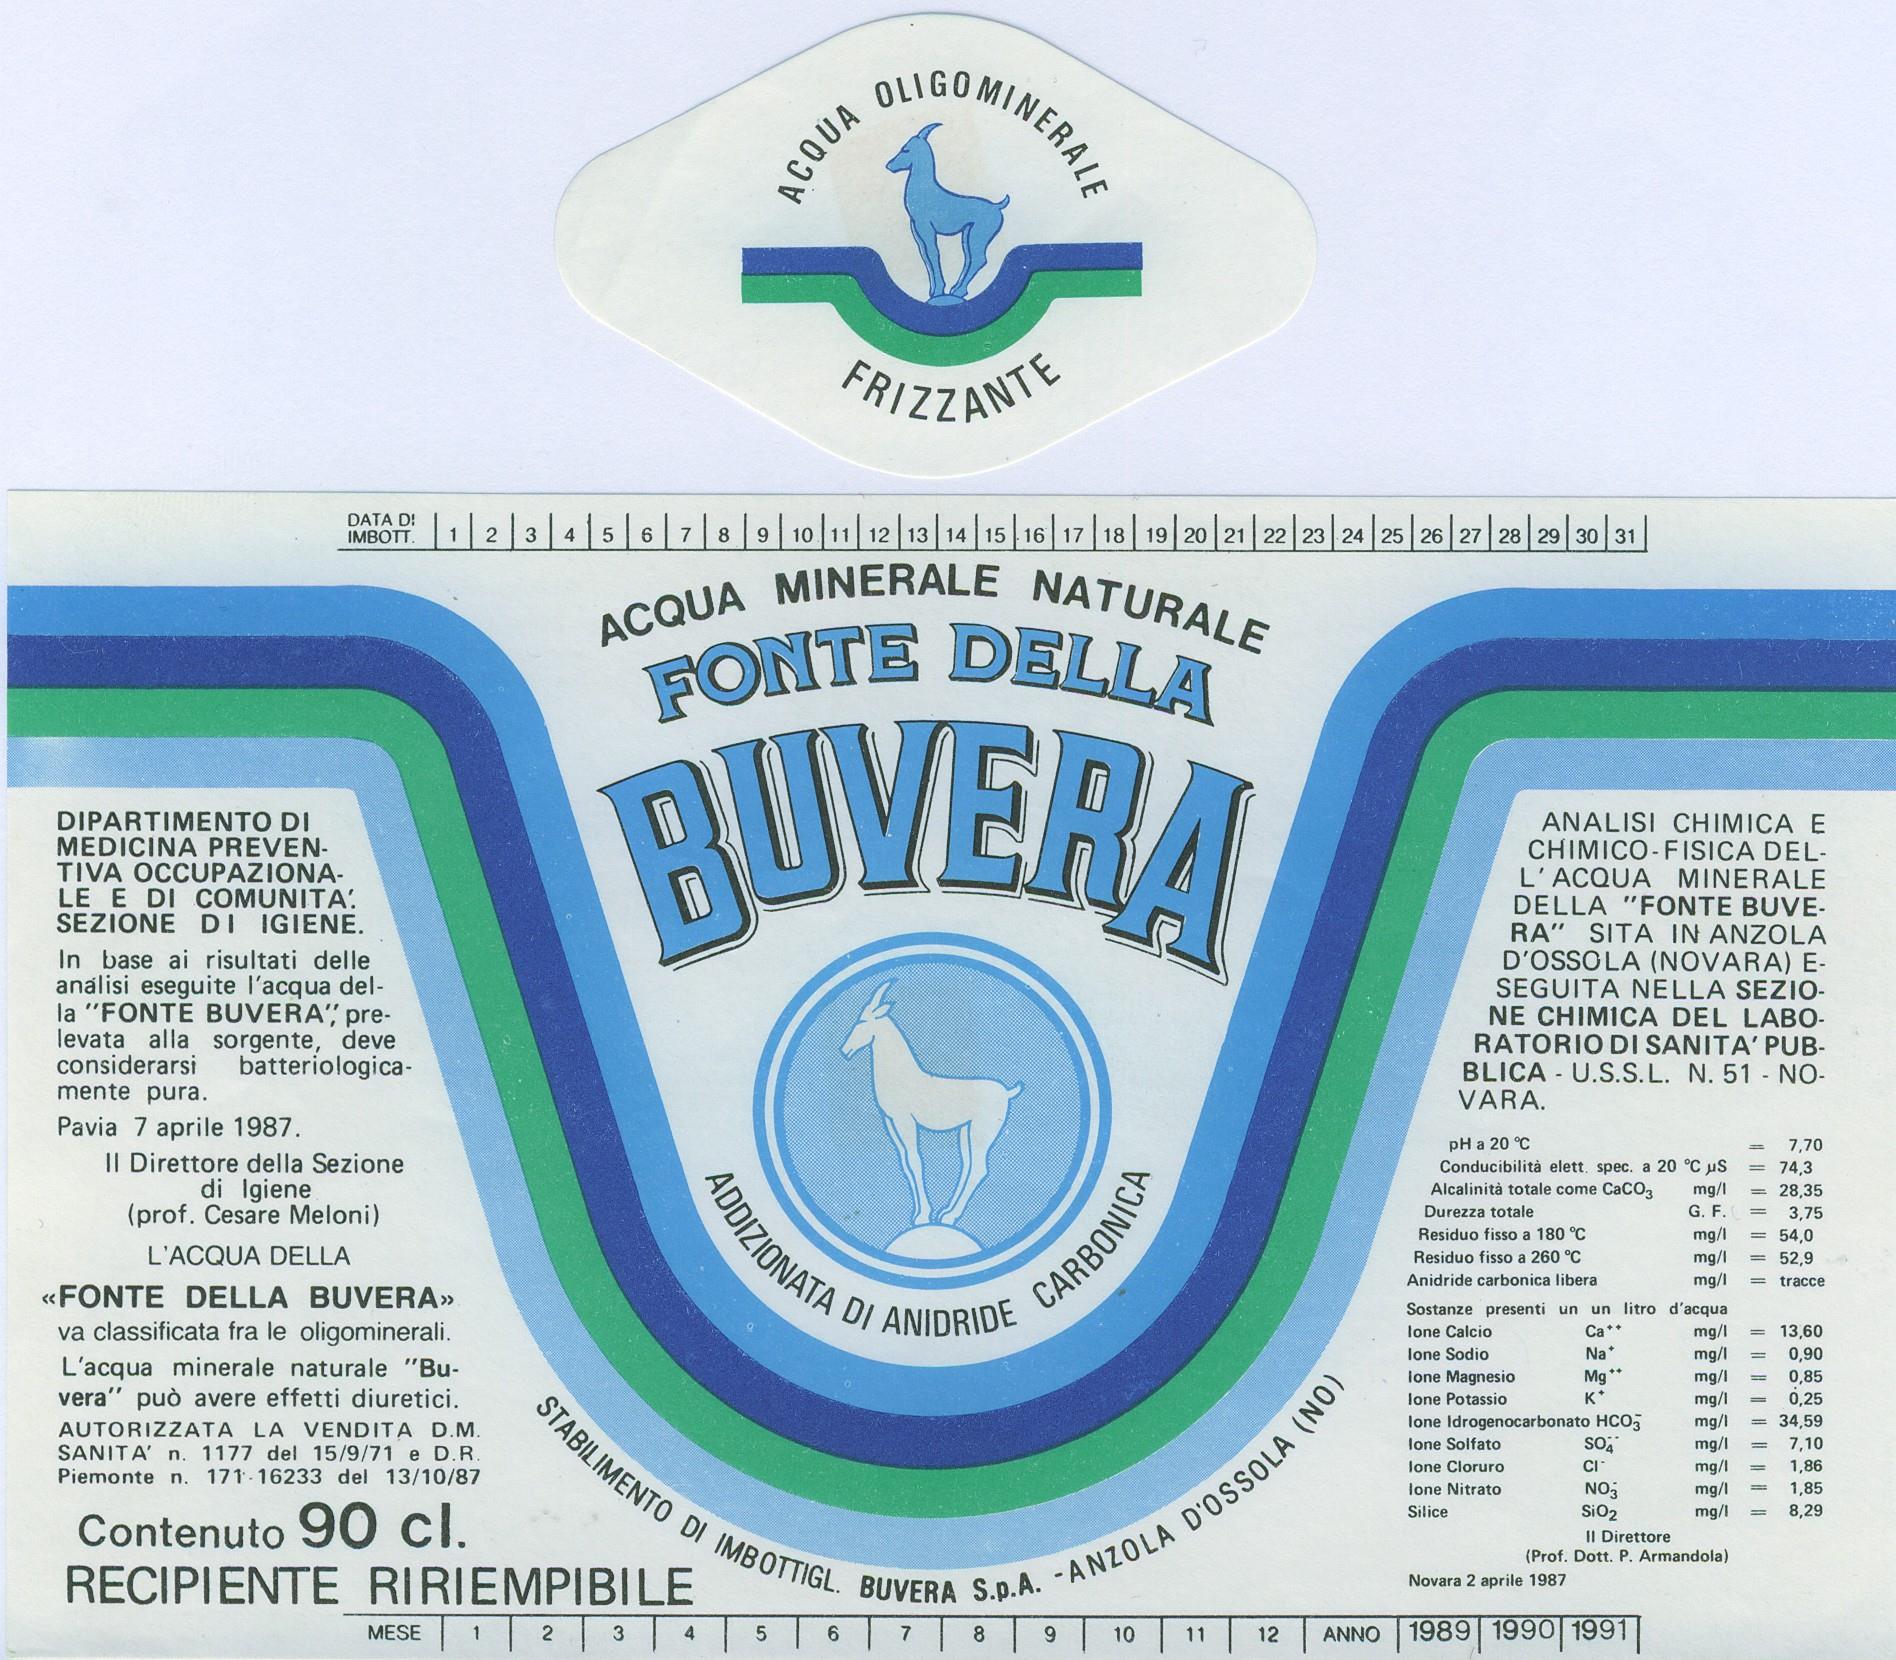 ACQUA OLIGOMINERALE
FRIZZANTE
DATA DI
IMBOTT. 1 2 3 4 5 6 7 8 9 10 11 12 13 14 15 16 17 18 19 20 21 22 23 24 25 26 27 28 29 30 31
ACQUA MINERALE NATURALE
FONTE DELLA
BUVERA
ADDIZIONATA DI ANIDRIDE CARBONICA
STABILIMENTO DI IMBOTTIGL. BUVERA S.p.A. - ANZOLA D'OSSOLA (NO)
DIPARTIMENTO DI
MEDICINA PREVEN-
TIVA OCCUPAZIONA-
LE E DI COMUNITA'.
SEZIONE DI IGIENE.
In base ai risultati delle
analisi eseguite l'acqua del-
la "FONTE BUVERA", pre-
levata alla sorgente, deve
considerarsi batteriologica-
mente pura.
Pavia 7 aprile 1987.
Il Direttore della Sezione
di Igiene
(prof. Cesare Meloni)
L'ACQUA DELLA
«FONTE DELLA BUVERA»
va classificata fra le oligominerali.
L'acqua minerale naturale "Bu-
vera" può avere effetti diuretici.
AUTORIZZATA LA VENDITA D.M.
SANITA' n. 1177 del 15/9/71 e D.R.
Piemonte n. 171-16233 del 13/10/87
Contenuto 90 cl.
RECIPIENTE RIRIEMPIBILE
ANALISI CHIMICA E
CHIMICO-FISICA DEL-
L'ACQUA MINERALE
DELLA "FONTE BUVE-
RA" SITA IN ANZOLA
D'OSSOLA (NOVARA) E-
SEGUITA NELLA SEZIO-
NE CHIMICA DEL LABO-
RATORIO DI SANITA' PUB-
BLICA - U.S.S.L. N. 51 - NO-
VARA.
pH a 20 °C = 7,70
Conducibilità elett. spec. a 20 °C µS = 74,3
Alcalinità totale come CaCO3 mg/l = 28,35
Durezza totale G. F. = 3,75
Residuo fisso a 180 °C mg/l = 54,0
Residuo fisso a 260 °C mg/l = 52,9
Anidride carbonica libera mg/l = tracce
Sostanze presenti un un litro d'acqua
Ione Calcio Ca++ mg/l = 13,60
Ione Sodio Na+ mg/l = 0,90
Ione Magnesio Mg++ mg/l = 0,85
Ione Potassio K+ mg/l = 0,25
Ione Idrogenocarbonato HCO3- mg/l = 34,59
Ione Solfato SO4-- mg/l = 7,10
Ione Cloruro Cl- mg/l = 1,86
Ione Nitrato NO3- mg/l = 1,85
Silice SiO2 mg/l = 8,29
Il Direttore
(Prof. Dott. P. Armandola)
Novara 2 aprile 1987
MESE 1 2 3 4 5 6 7 8 9 10 11 12 ANNO 1989 1990 1991